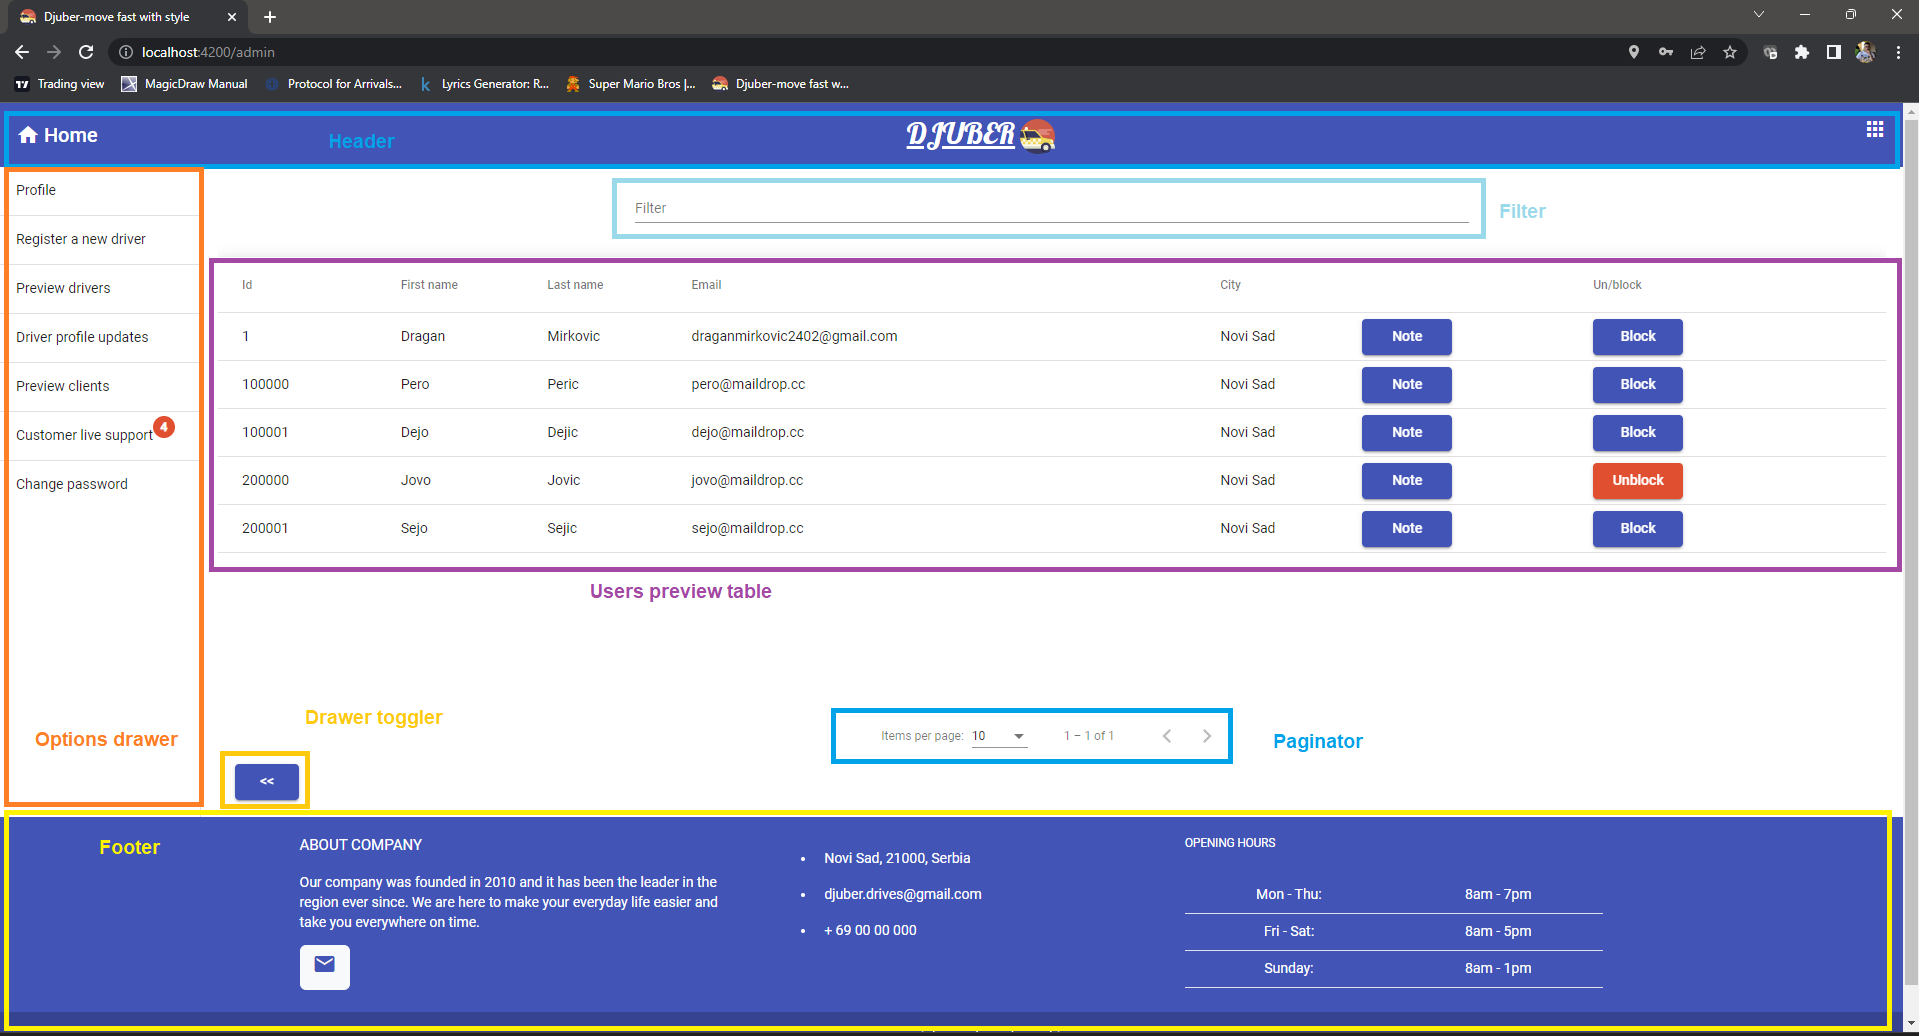 Djuber-move fast with style
localhost:4200/admin
Trading view MagicDraw Manual Protocol for Arrivals... k Lyrics Generator: R... Super Mario Bros |... Djuber-move fast w...
Home Header DJUBER
Profile
Register a new driver
Preview drivers
Driver profile updates
Preview clients
Customer live support 4
Change password
Options drawer
Filter Filter
Id First name Last name Email City Un/block
1 Dragan Mirkovic draganmirkovic2402@gmail.com Novi Sad Note Block
100000 Pero Peric pero@maildrop.cc Novi Sad Note Block
100001 Dejo Dejic dejo@maildrop.cc Novi Sad Note Block
200000 Jovo Jovic jovo@maildrop.cc Novi Sad Note Unblock
200001 Sejo Sejic sejo@maildrop.cc Novi Sad Note Block
Users preview table
Drawer toggler
<<
Items per page: 10 1 – 1 of 1 Paginator
Footer
ABOUT COMPANY
Our company was founded in 2010 and it has been the leader in the
region ever since. We are here to make your everyday life easier and
take you everywhere on time.
• Novi Sad, 21000, Serbia
• djuber.drives@gmail.com
• + 69 00 00 000
OPENING HOURS
Mon - Thu: 8am - 7pm
Fri - Sat: 8am - 5pm
Sunday: 8am - 1pm